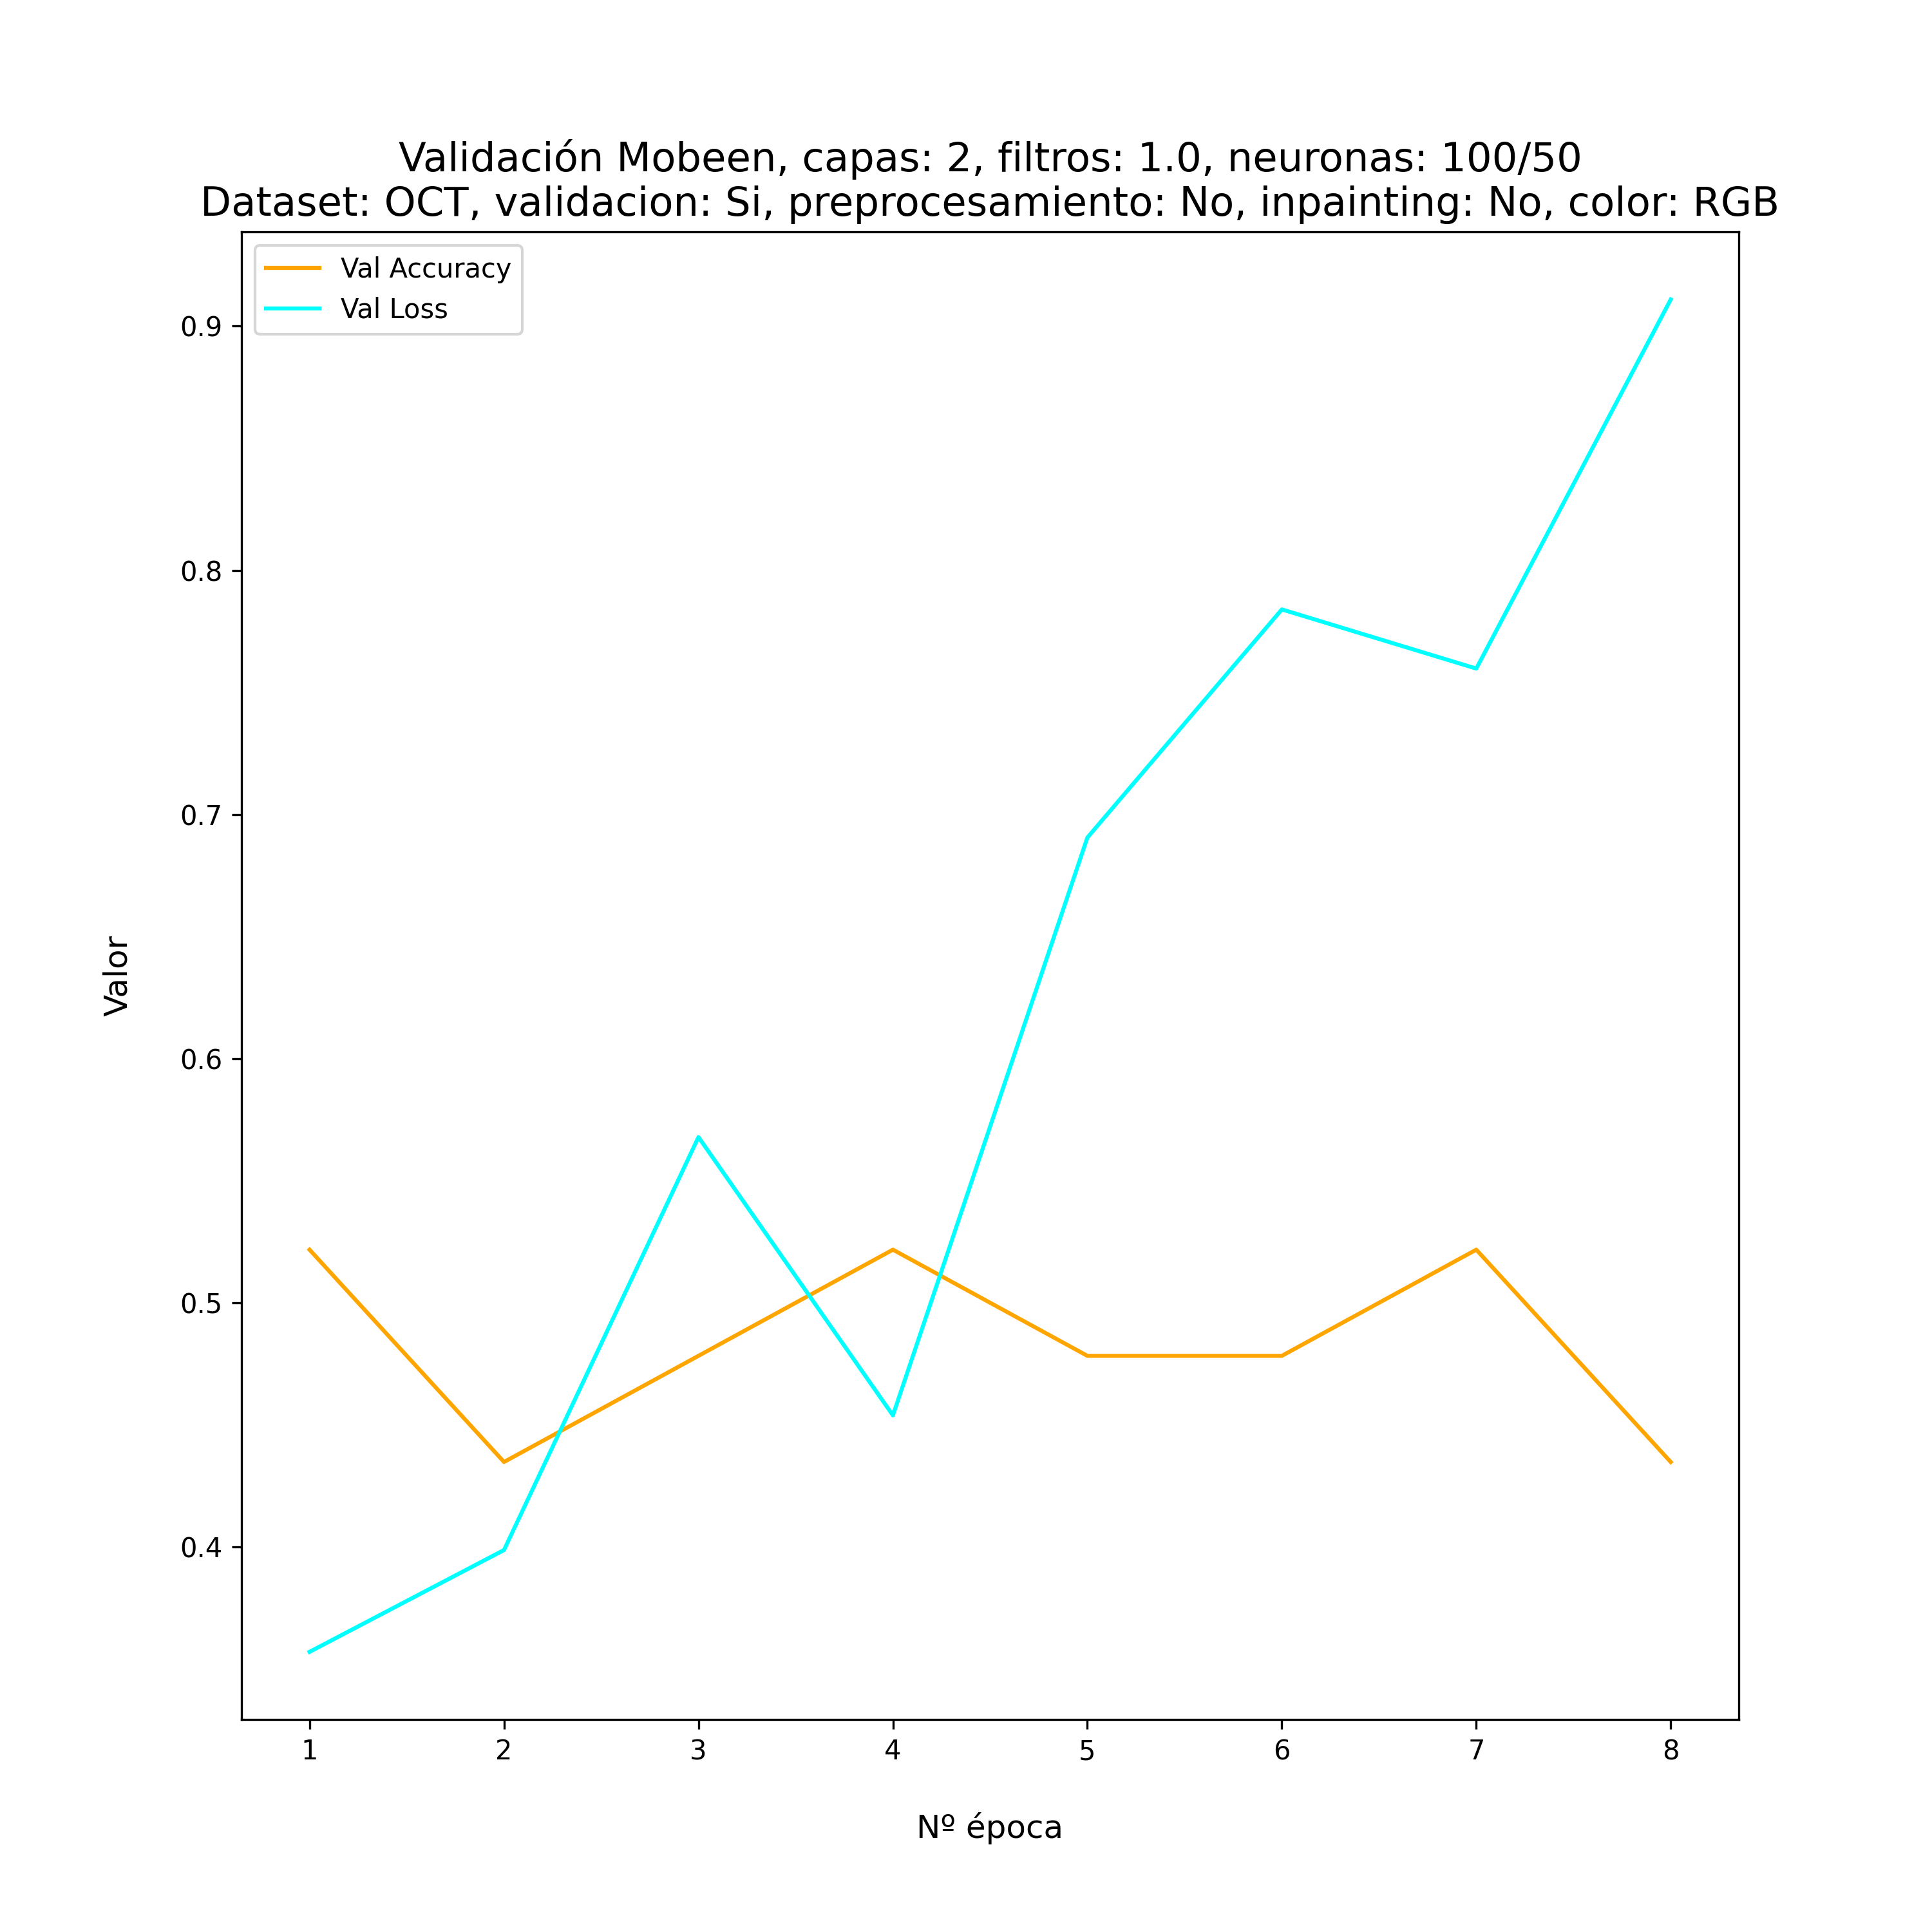 Validación Mobeen, capas: 2, filtros: 1.0, neuronas: 100/50
Dataset: OCT, validacion: Si, preprocesamiento: No, inpainting: No, color: RGB
Val Accuracy
Val Loss
0.9
0.8
0.7
0.6
0.5
0.4
Valor
1 2 3 4 5 6 7 8
Nº época